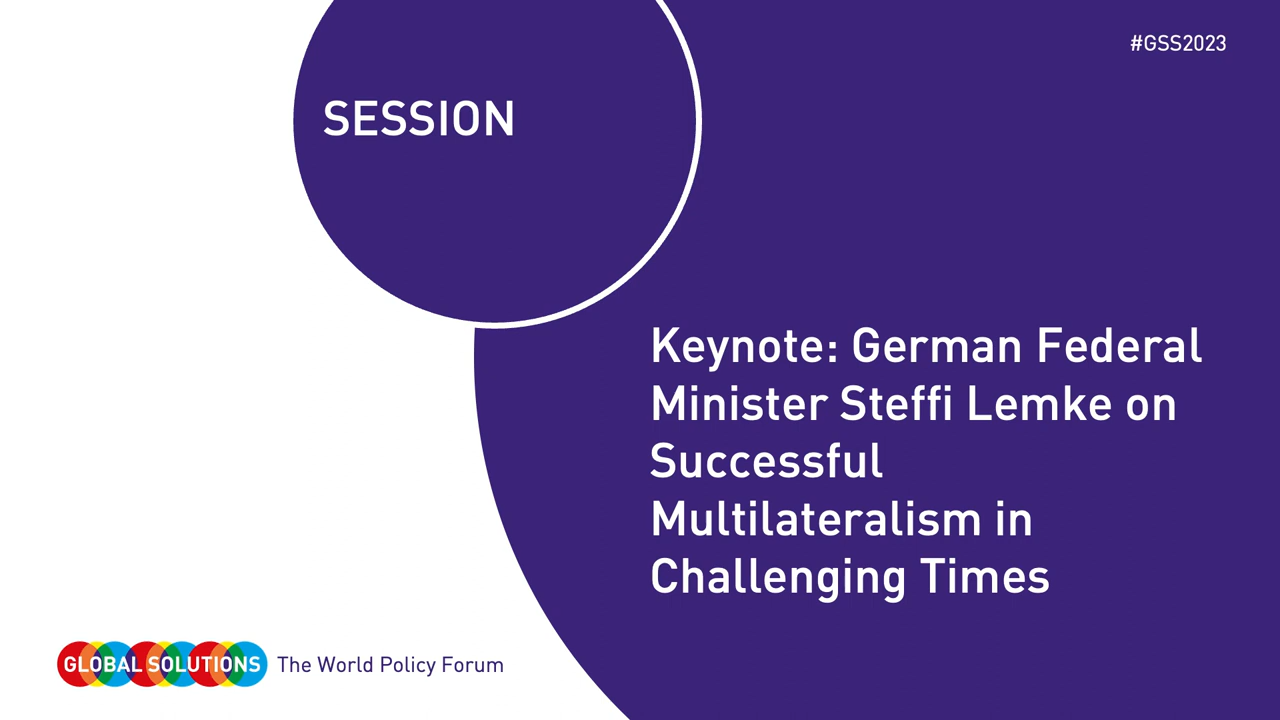 #GSS2023
SESSION
Keynote: German Federal
Minister Steffi Lemke on
Successful
Multilateralism in
Challenging Times
GLOBAL SOLUTIONS The World Policy Forum